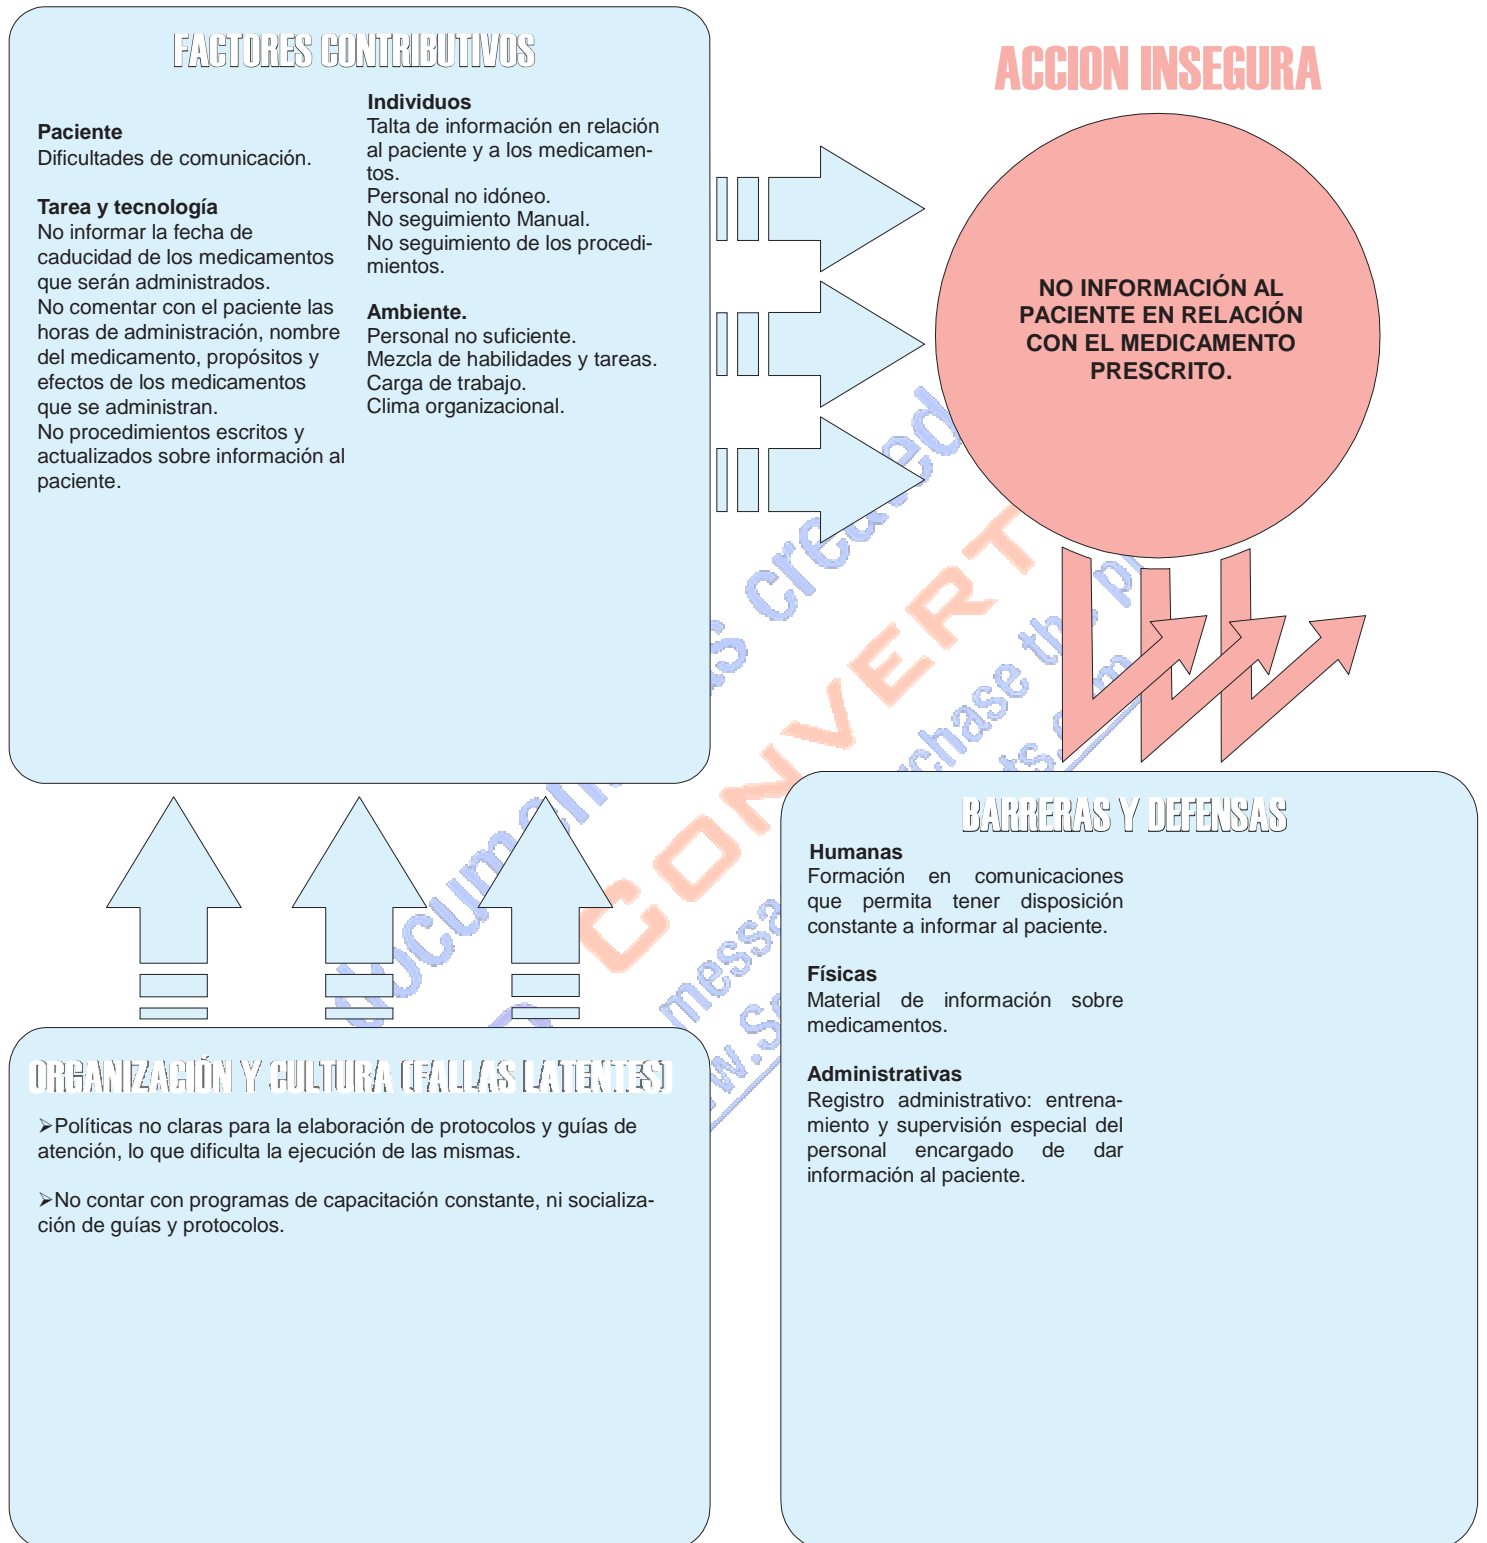 FACTORES CONTRIBUTIVOS
Paciente
Dificultades de comunicación.
Tarea y tecnología
No informar la fecha de
caducidad de los medicamentos
que serán administrados.
No comentar con el paciente las
horas de administración, nombre
del medicamento, propósitos y
efectos de los medicamentos
que se administran.
No procedimientos escritos y
actualizados sobre información al
paciente.
Individuos
Talta de información en relación
al paciente y a los medicamen-
tos.
Personal no idóneo.
No seguimiento Manual.
No seguimiento de los procedi-
mientos.
Ambiente.
Personal no suficiente.
Mezcla de habilidades y tareas.
Carga de trabajo.
Clima organizacional.
ACCION INSEGURA
NO INFORMACIÓN AL
PACIENTE EN RELACIÓN
CON EL MEDICAMENTO
PRESCRITO.
ORGANIZACIÓN Y CULTURA (FALLAS LATENTES)
➢Políticas no claras para la elaboración de protocolos y guías de
atención, lo que dificulta la ejecución de las mismas.
➢No contar con programas de capacitación constante, ni socializa-
ción de guías y protocolos.
BARRERAS Y DEFENSAS
Humanas
Formación en comunicaciones
que permita tener disposición
constante a informar al paciente.
Físicas
Material de información sobre
medicamentos.
Administrativas
Registro administrativo: entrena-
miento y supervisión especial del
personal encargado de dar
información al paciente.
created
CONVERT